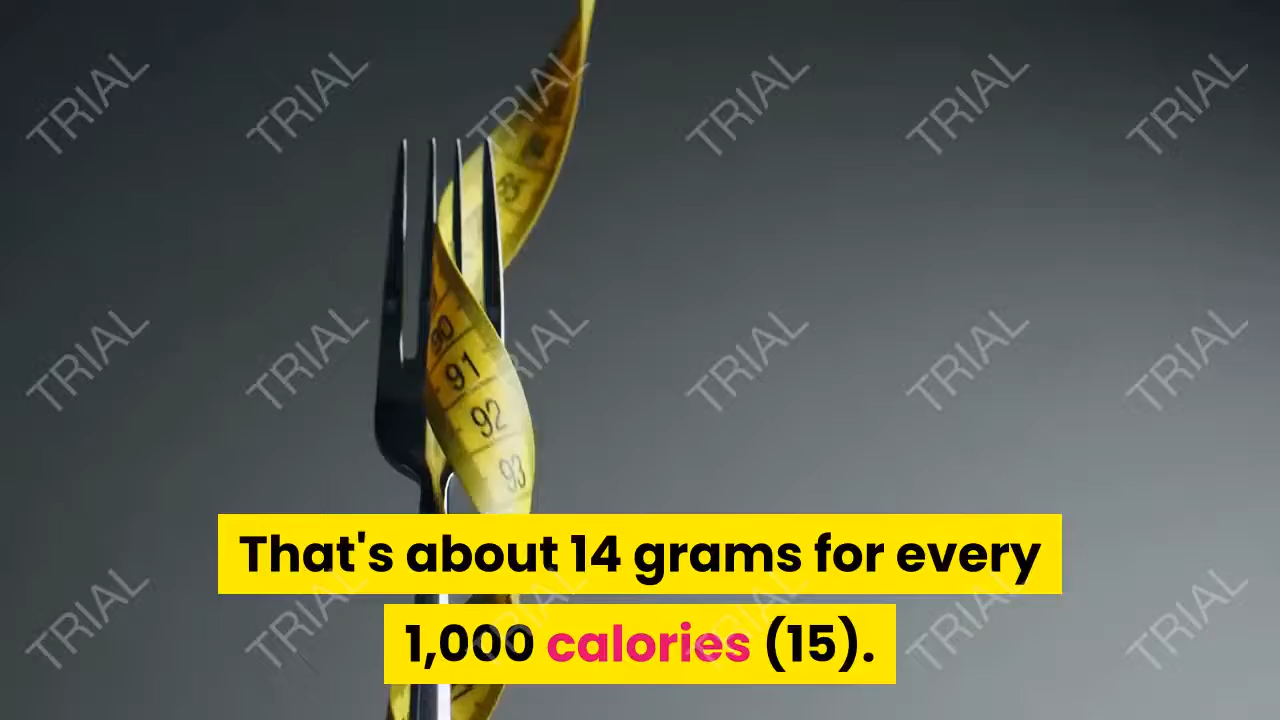 TRIAL TRIAL TRIAL TRIAL TRIAL TRIAL
85
90
TRIAL TRIAL TRIAL TRIAL TRIAL TRIAL
91
92
93
That's about 14 grams for every
TRIAL TRIAL TRIAL TRIAL TRIAL TRIAL
1,000 calories (15).